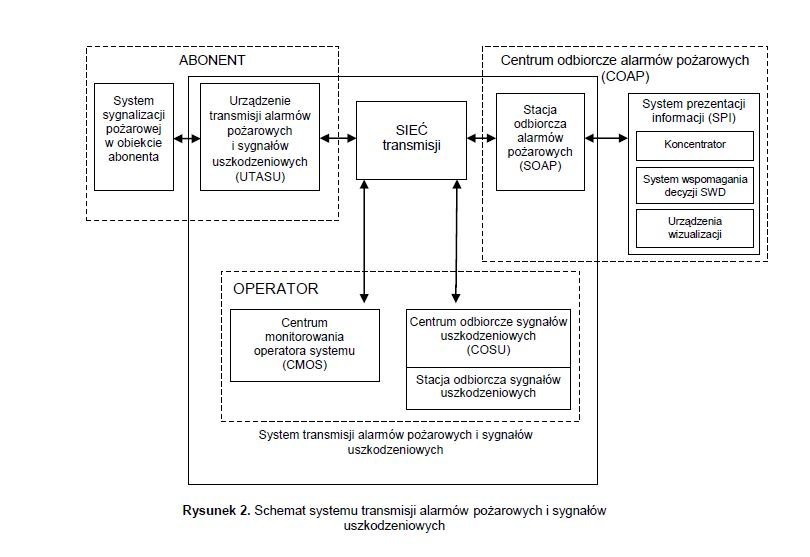 ABONENT
System
sygnalizacji
pożarowej
w obiekcie
abonenta
Urządzenie
transmisji alarmów
pożarowych
i sygnałów
uszkodzeniowych
(UTASU)
SIEĆ
transmisji
Centrum odbiorcze alarmów pożarowych
(COAP)
Stacja
odbiorcza
alarmów
pożarowych
(SOAP)
System prezentacji
informacji (SPI)
Koncentrator
System wspomagania
decyzji SWD
Urządzenia
wizualizacji
OPERATOR
Centrum
monitorowania
operatora systemu
(CMOS)
Centrum odbiorcze sygnałów
uszkodzeniowych
(COSU)
Stacja odbiorcza sygnałów
uszkodzeniowych
System transmisji alarmów pożarowych i sygnałów
uszkodzeniowych
Rysunek 2. Schemat systemu transmisji alarmów pożarowych i sygnałów
uszkodzeniowych